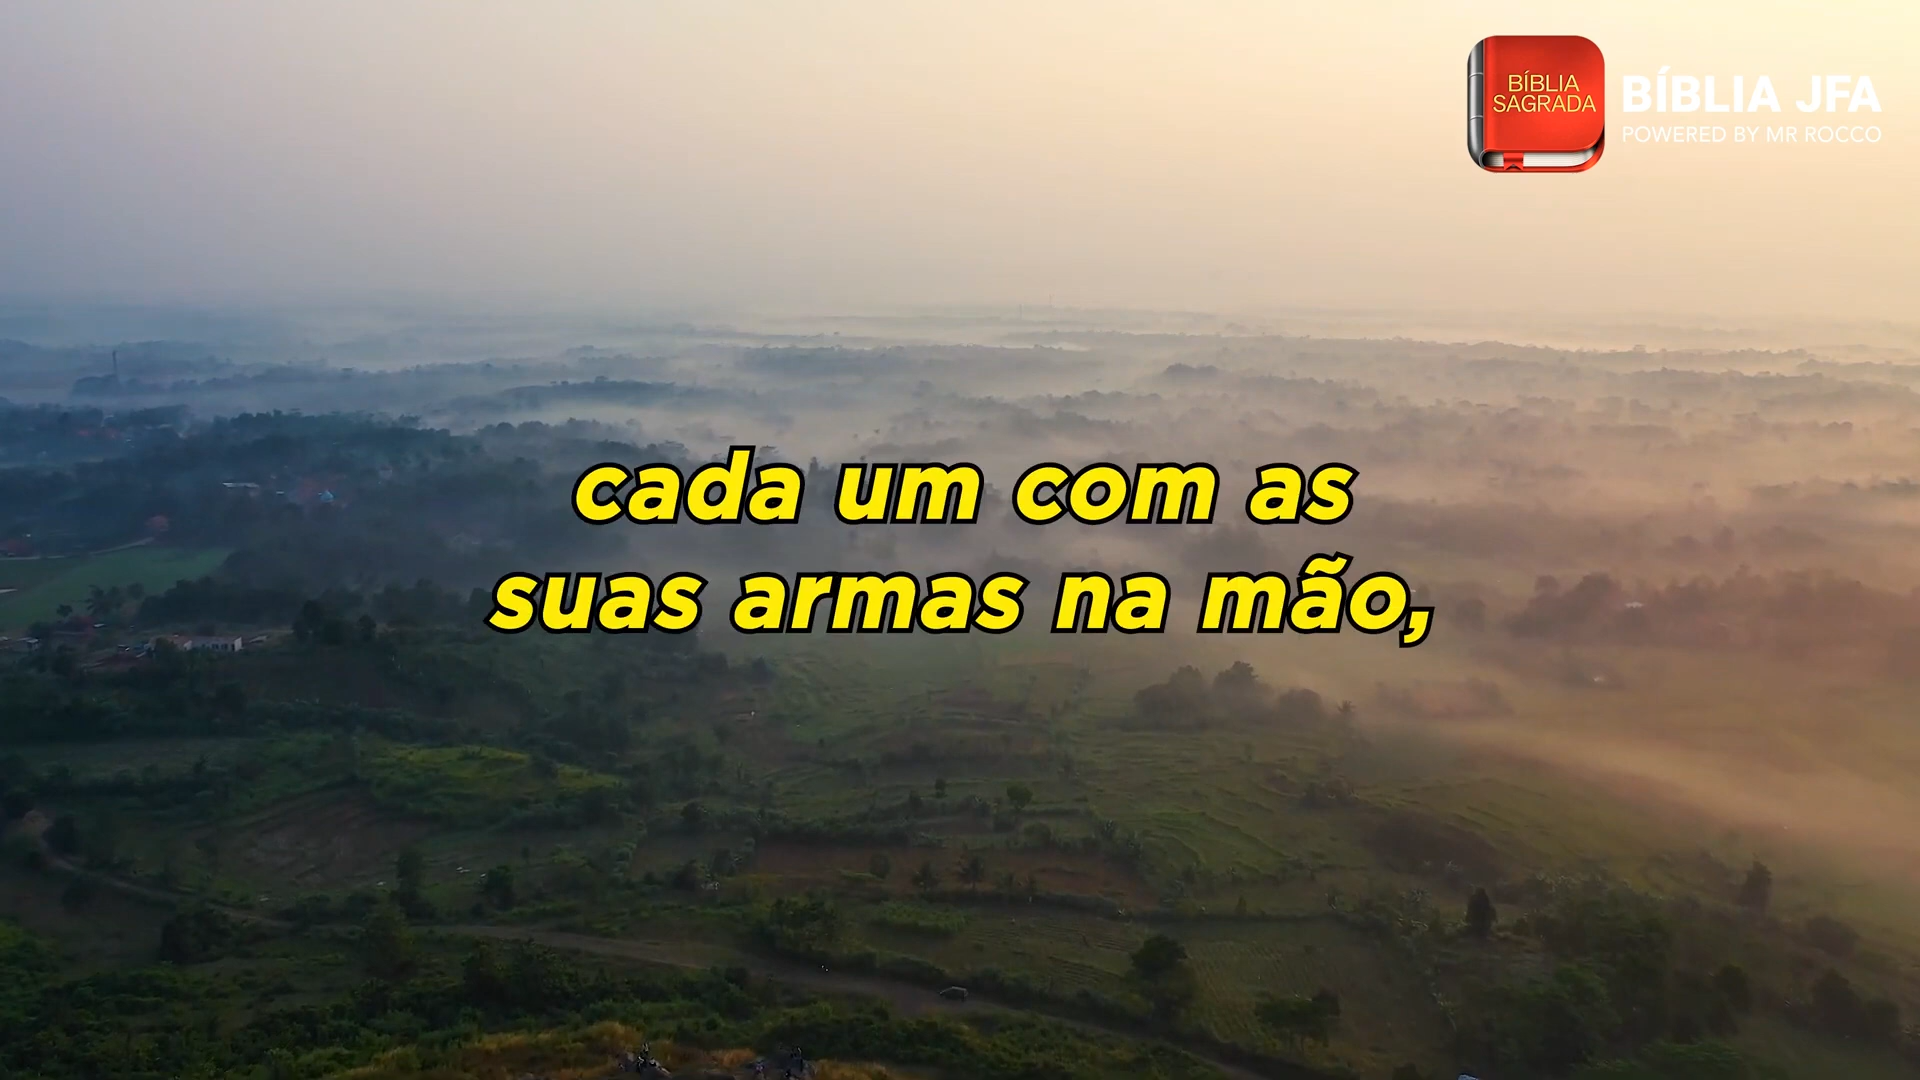 BÍBLIA
SAGRADA
BÍBLIA JFA
POWERED BY MR ROCCO
cada um com as
suas armas na mão,